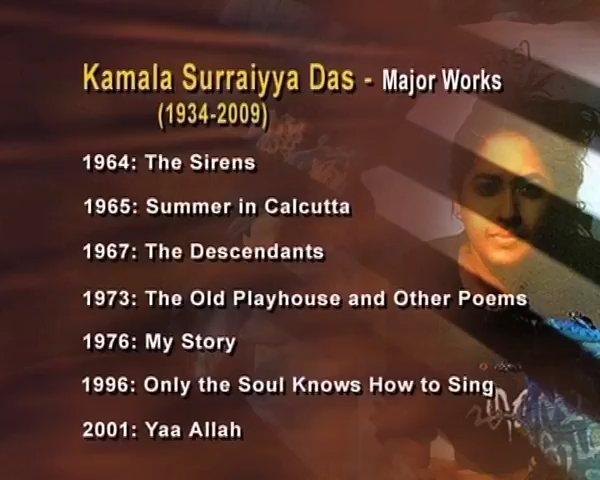 Kamala Surraiyya Das - Major Works
(1934-2009)
1964: The Sirens
1965: Summer in Calcutta
1967: The Descendants
1973: The Old Playhouse and Other Poems
1976: My Story
1996: Only the Soul Knows How to Sing
2001: Yaa Allah